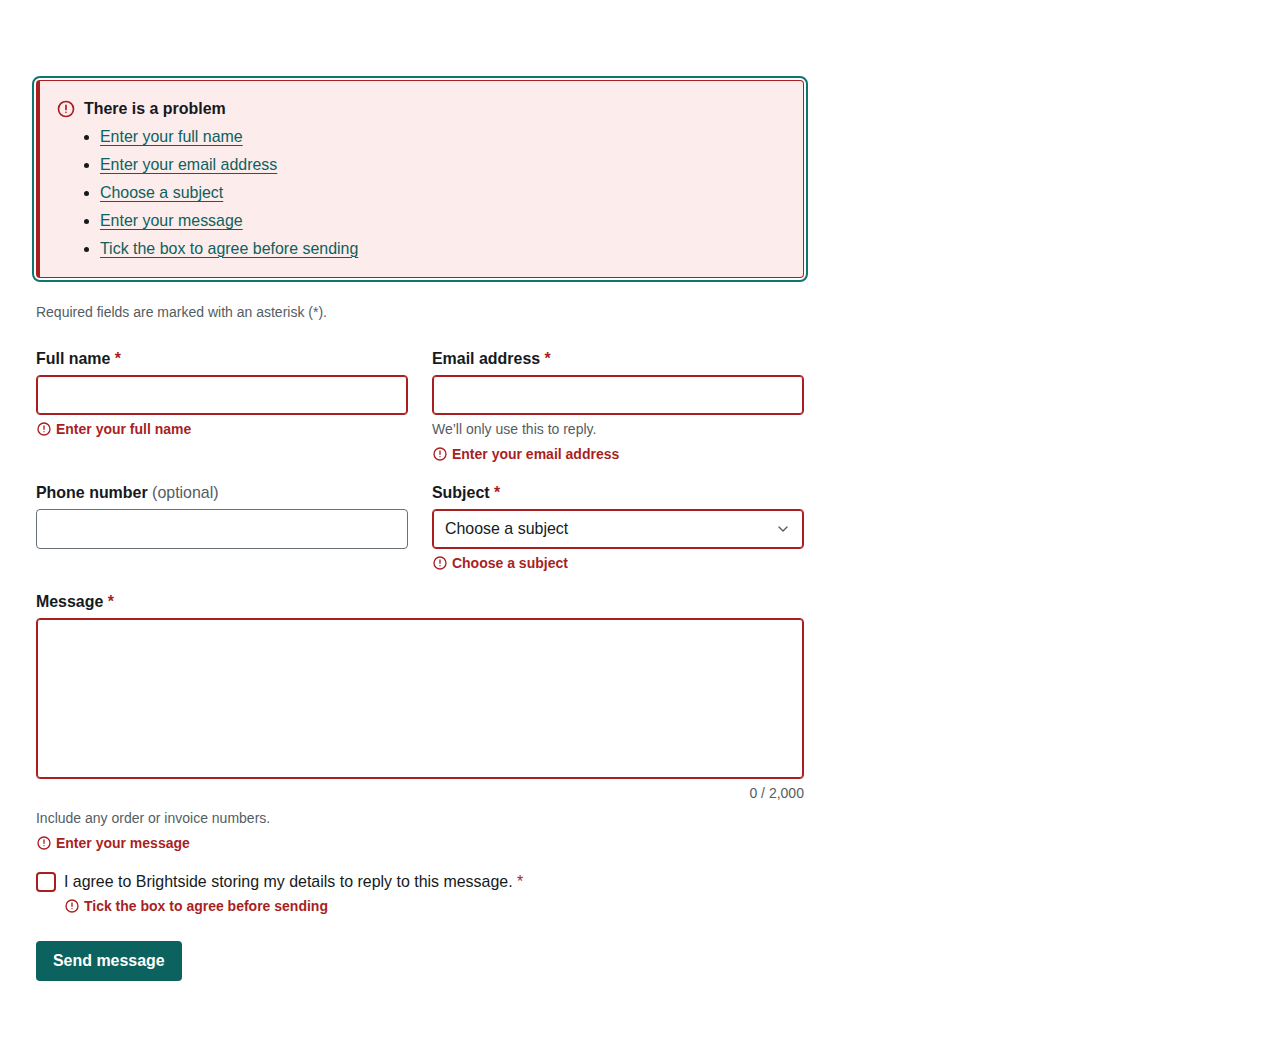 There is a problem
Enter your full name
Enter your email address
Choose a subject
Enter your message
Tick the box to agree before sending
Required fields are marked with an asterisk (*).
Full name *
Enter your full name
Email address *
We'll only use this to reply.
Enter your email address
Phone number (optional)
Subject *
Choose a subject
Choose a subject
Message *
0 / 2,000
Include any order or invoice numbers.
Enter your message
I agree to Brightside storing my details to reply to this message. *
Tick the box to agree before sending
Send message